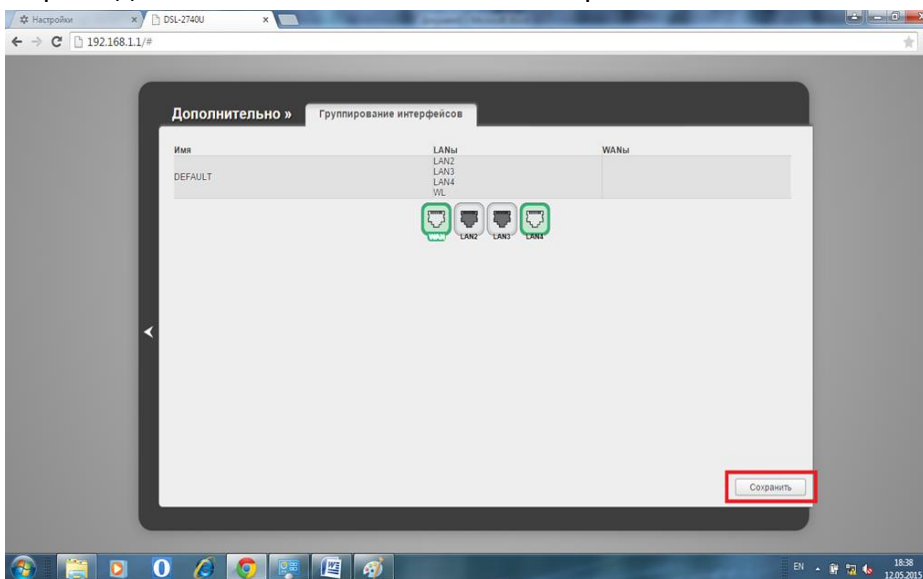 Настройки
DSL-2740U
192.168.1.1/#
Дополнительно »
Группирование интерфейсов
Имя LANы WANы
LAN2
LAN3
DEFAULT
LAN4
WL
WAN LAN2 LAN3 LAN4
Сохранить
EN
18:38
12.05.2015